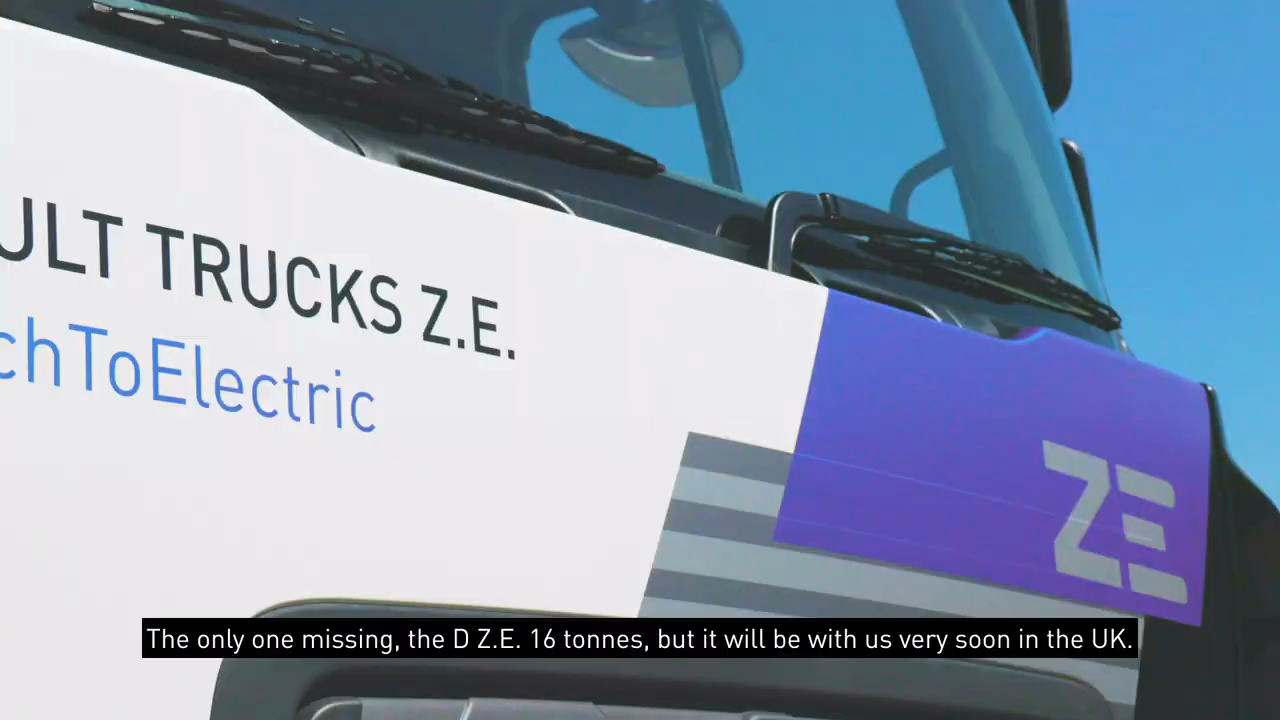 ULT TRUCKS Z.E.
chToElectric
ZE
The only one missing, the D Z.E. 16 tonnes, but it will be with us very soon in the UK.